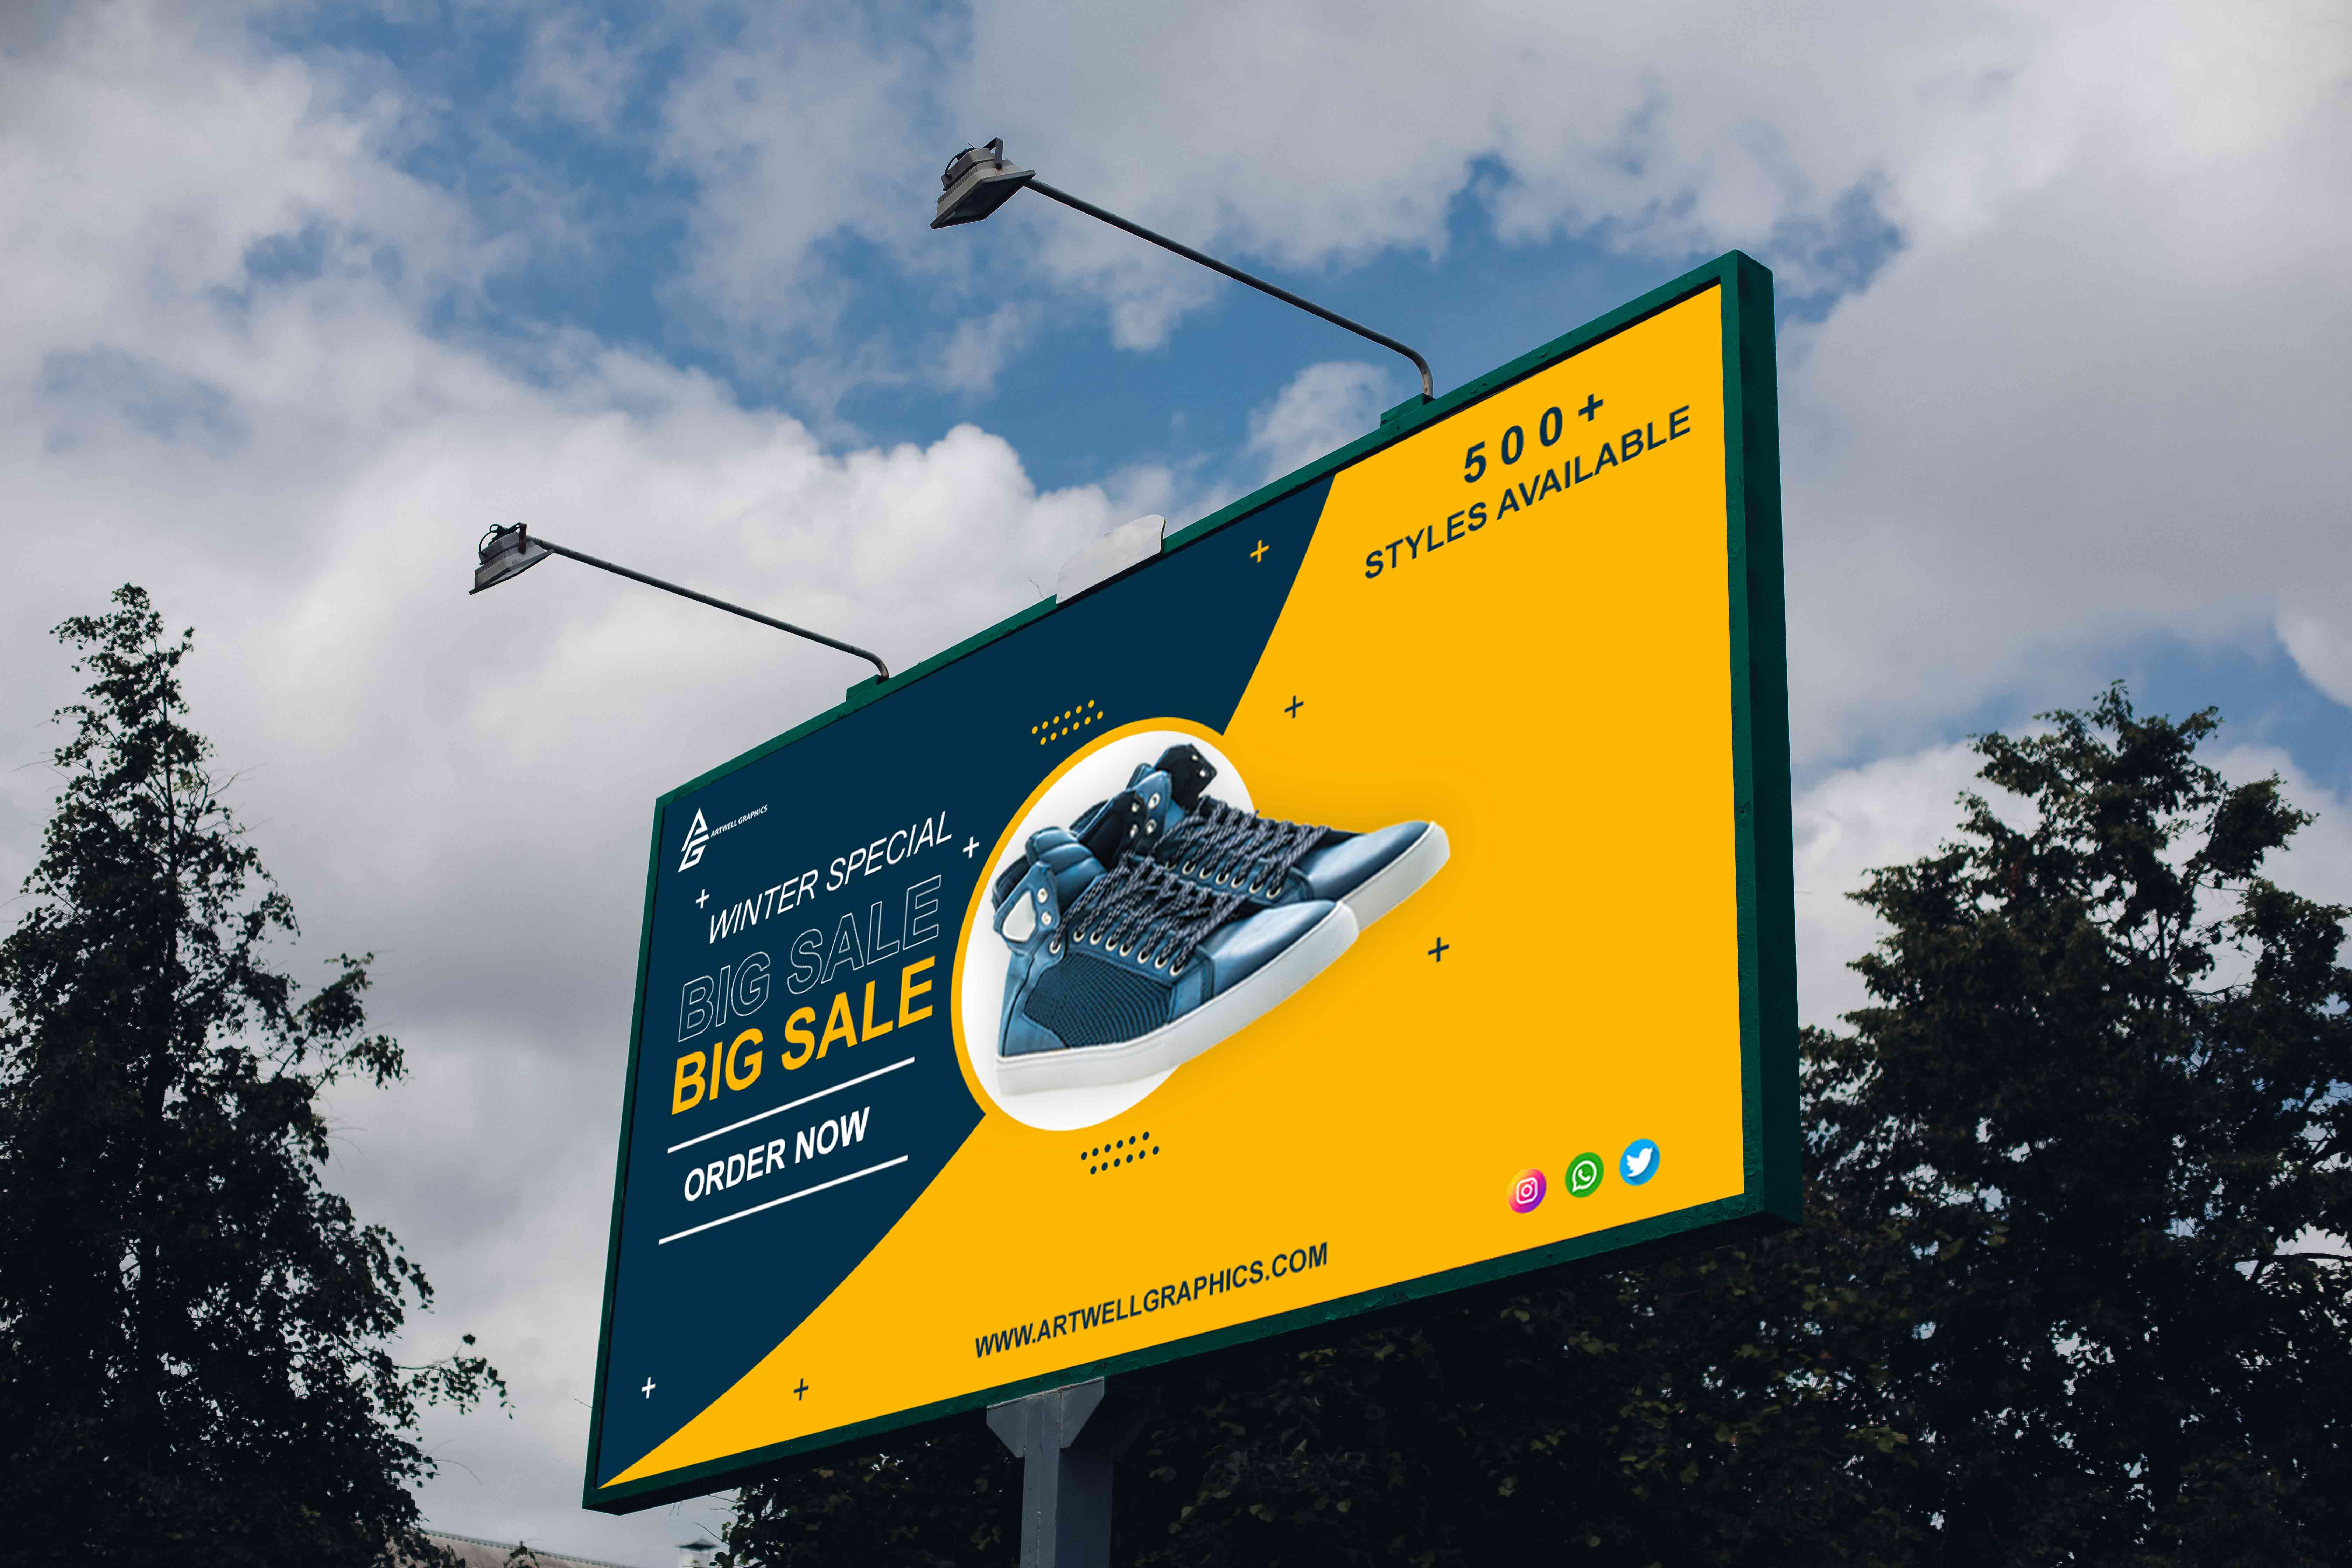 ARTWELL GRAPHICS
WINTER SPECIAL
BIG SALE
BIG SALE
ORDER NOW
500+
STYLES AVAILABLE
WWW.ARTWELLGRAPHICS.COM